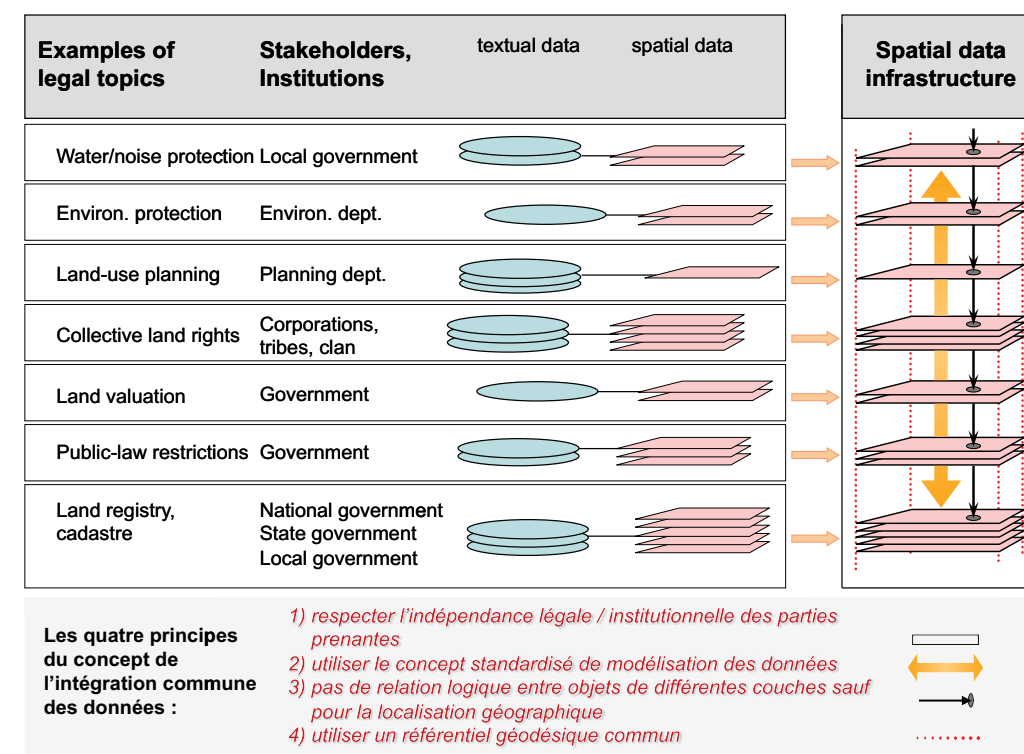 Examples of
legal topics
Stakeholders,
Institutions
textual data
spatial data
Spatial data
infrastructure
Water/noise protection
Local government
Environ. protection
Environ. dept.
Land-use planning
Planning dept.
Collective land rights
Corporations,
tribes, clan
Land valuation
Government
Public-law restrictions
Government
Land registry,
cadastre
National government
State government
Local government
Les quatre principes
du concept de
l’intégration commune
des données :
1) respecter l’indépendance légale / institutionnelle des parties
prenantes
2) utiliser le concept standardisé de modélisation des données
3) pas de relation logique entre objets de différentes couches sauf
pour la localisation géographique
4) utiliser un référentiel géodésique commun